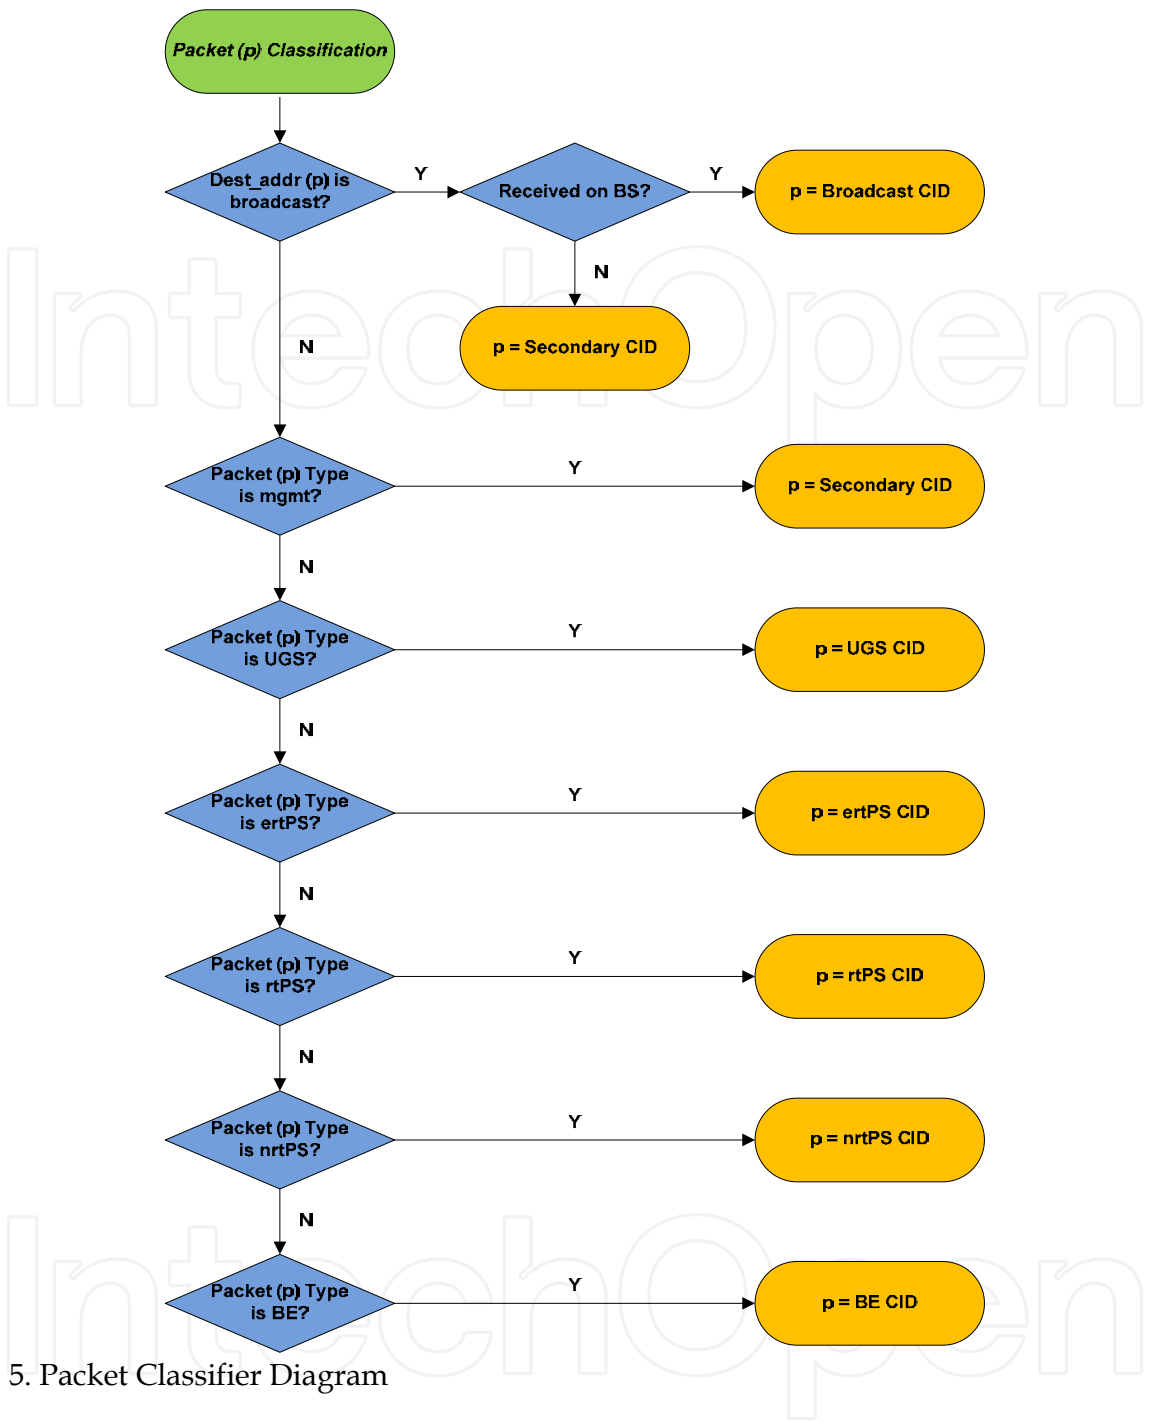 Packet (p) Classification
Dest_addr (p) is
broadcast?
Y
Received on BS?
Y
p = Broadcast CID
N
p = Secondary CID
N
Packet (p) Type
is mgmt?
Y
p = Secondary CID
N
Packet (p) Type
is UGS?
Y
p = UGS CID
N
Packet (p) Type
is ertPS?
Y
p = ertPS CID
N
Packet (p) Type
is rtPS?
Y
p = rtPS CID
N
Packet (p) Type
is nrtPS?
Y
p = nrtPS CID
N
Packet (p) Type
is BE?
Y
p = BE CID
5. Packet Classifier Diagram
IntechOpen
IntechOpen